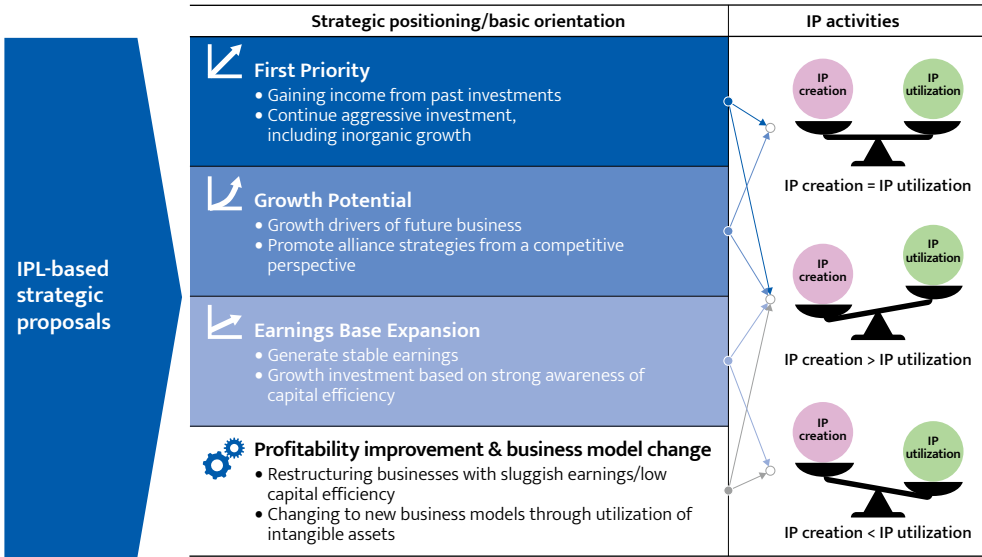 Strategic positioning/basic orientation
IP activities
IPL-based
strategic
proposals
First Priority
• Gaining income from past investments
• Continue aggressive investment,
including inorganic growth
Growth Potential
• Growth drivers of future business
• Promote alliance strategies from a competitive
perspective
Earnings Base Expansion
• Generate stable earnings
• Growth investment based on strong awareness of
capital efficiency
Profitability improvement & business model change
• Restructuring businesses with sluggish earnings/low
capital efficiency
• Changing to new business models through utilization of
intangible assets
IP
creation
IP
utilization
IP creation = IP utilization
IP
creation
IP
utilization
IP creation > IP utilization
IP
creation
IP
utilization
IP creation < IP utilization